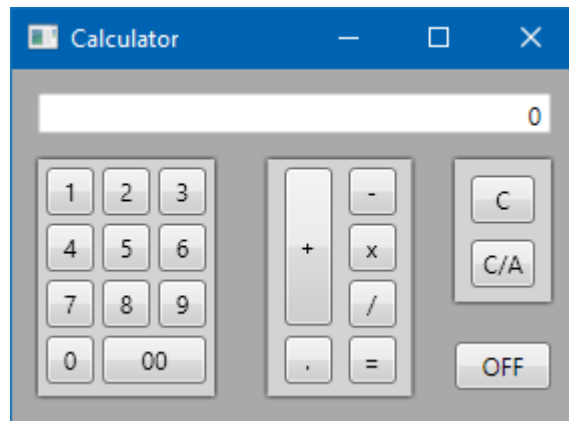 Calculator
0
1 2 3 - C
4 5 6 + x C/A
7 8 9 /
0 00 . = OFF